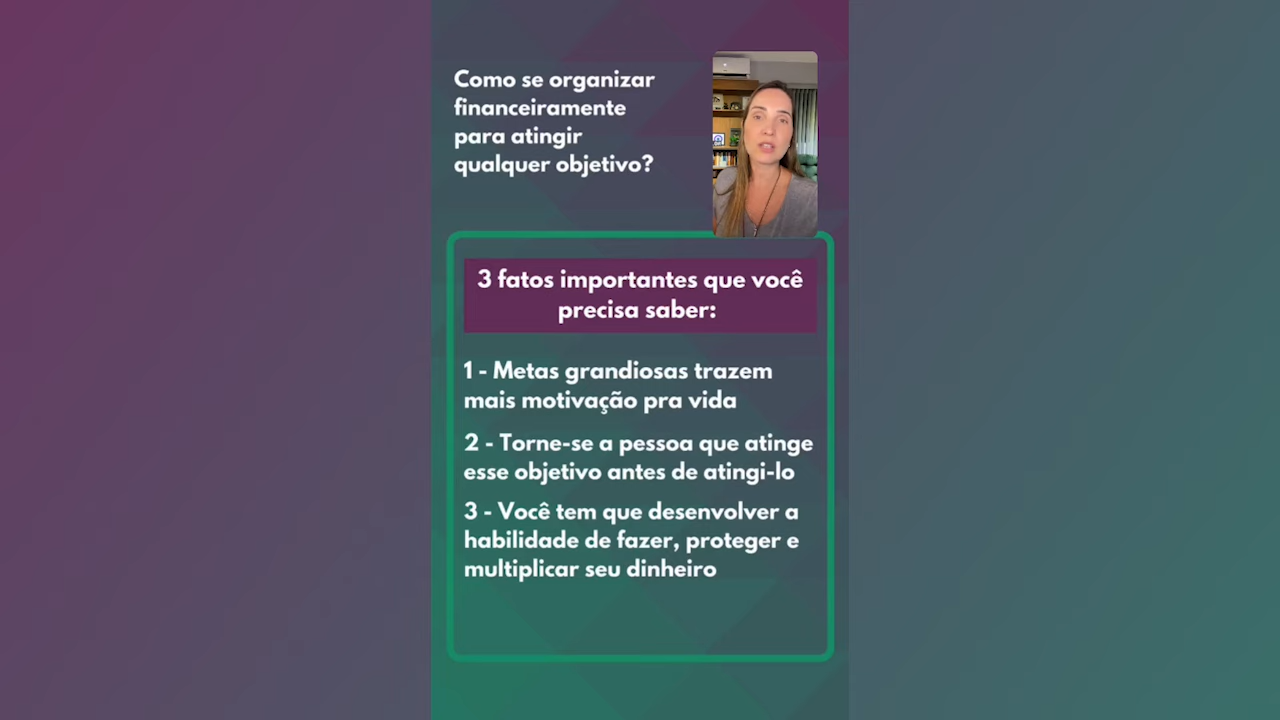 Como se organizar
financeiramente
para atingir
qualquer objetivo?
3 fatos importantes que você
precisa saber:
1 - Metas grandiosas trazem
mais motivação pra vida
2 - Torne-se a pessoa que atinge
esse objetivo antes de atingi-lo
3 - Você tem que desenvolver a
habilidade de fazer, proteger e
multiplicar seu dinheiro